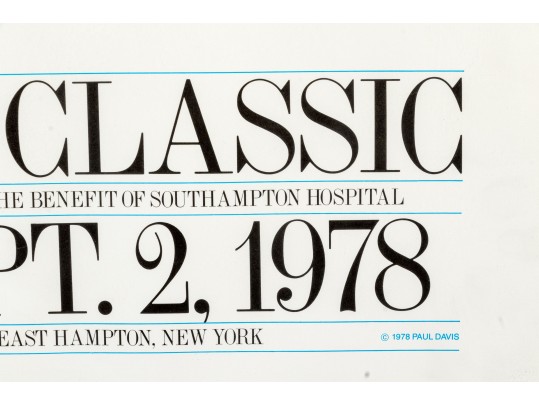 CLASSIC
HE BENEFIT OF SOUTHAMPTON HOSPITAL
PT. 2, 1978
EAST HAMPTON, NEW YORK
© 1978 PAUL DAVIS